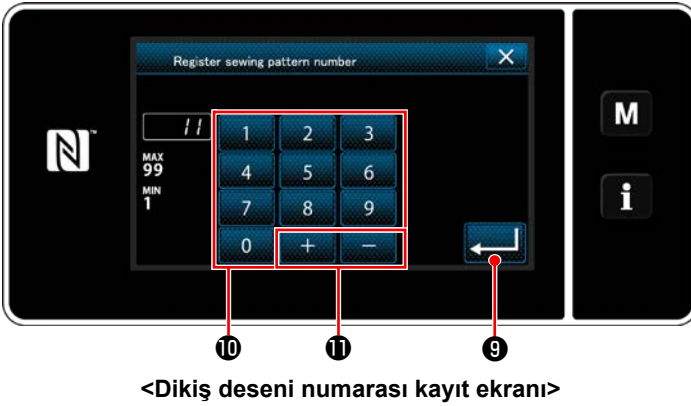 Register sewing pattern number
11
MAX
99
MIN
1
1 2 3
4 5 6
7 8 9
0 + −
M
i
❿ ⓫ ❾
<Dikiş deseni numarası kayıt ekranı>